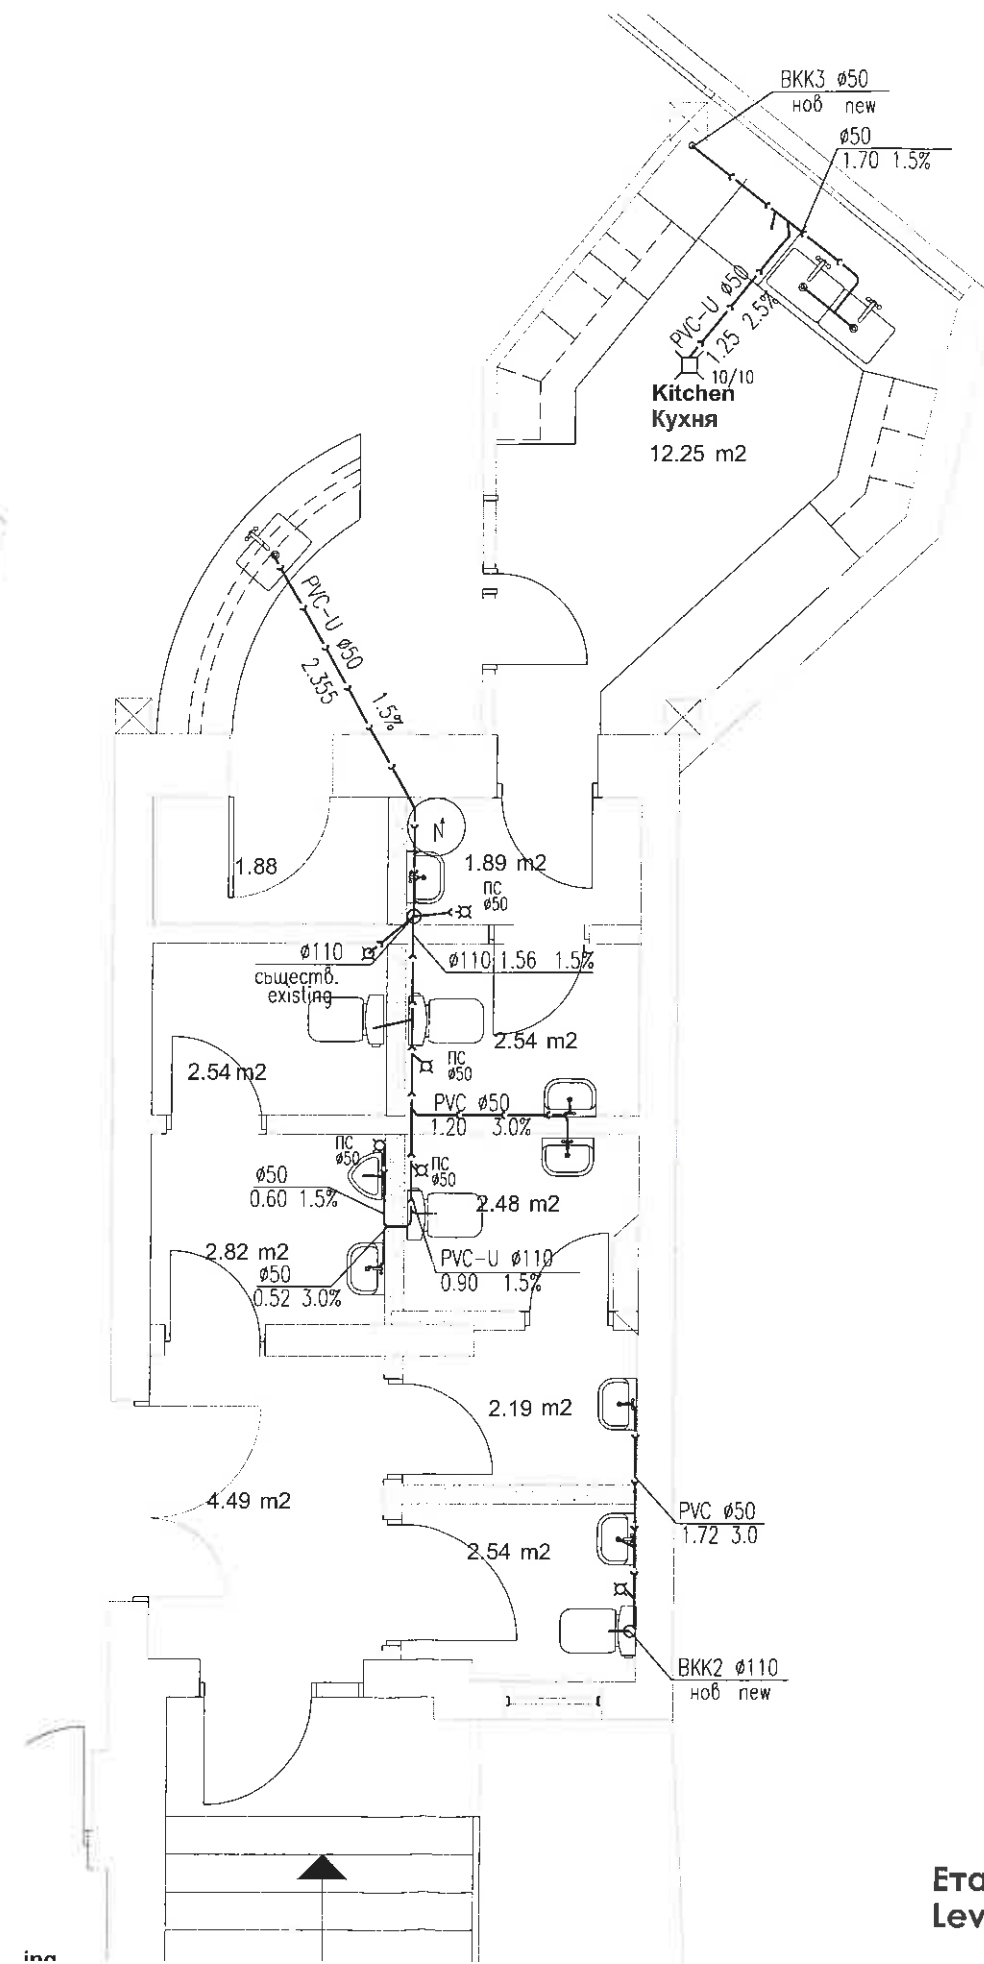 ВКК3 ø50
нов new
ø50
1.70 1.5%
PVC-U ø50
1.25 2.5%
10/10
Kitchen
Кухня
12.25 m2
PVC-U ø50
2.355 1.5%
N
1.88
1.89 m2
ПС
ø50
ø110
съществ.
existing
ø110 1.56 1.5%
2.54 m2
2.54 m2
ПС
ø50
PVC ø50
1.20 3.0%
ПС
ø50
ПС
ø50
ø50
0.60 1.5%
2.48 m2
2.82 m2
ø50
0.52 3.0%
PVC-U ø110
0.90 1.5%
2.19 m2
4.49 m2
PVC ø50
1.72 3.0
2.54 m2
ВКК2 ø110
нов new
Ета
Lev
ing